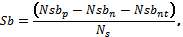 Sb = (Nsb_p − Nsb_n − Nsb_nt) / N_s,